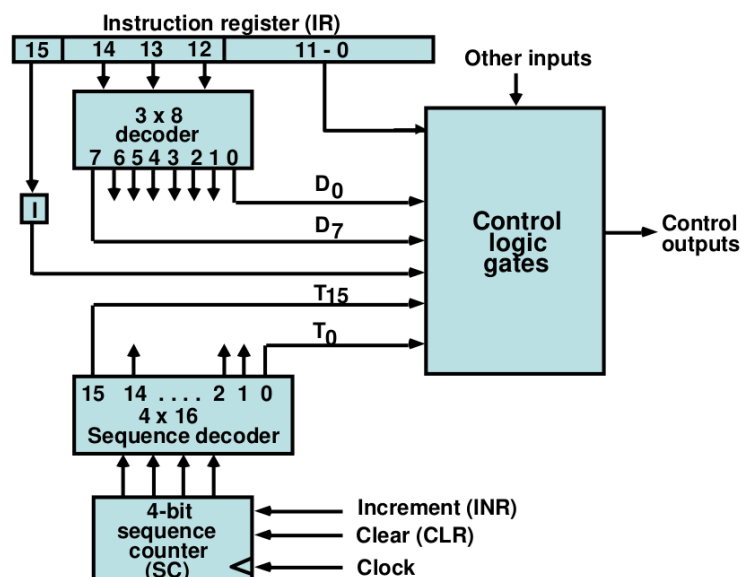 Instruction register (IR)
15 14 13 12 11 - 0
Other inputs
3 x 8
decoder
7 6 5 4 3 2 1 0
D0
I
D7
Control
logic
gates
Control
outputs
T15
T0
15 14 . . . . 2 1 0
4 x 16
Sequence decoder
4-bit
sequence
counter
(SC)
Increment (INR)
Clear (CLR)
Clock